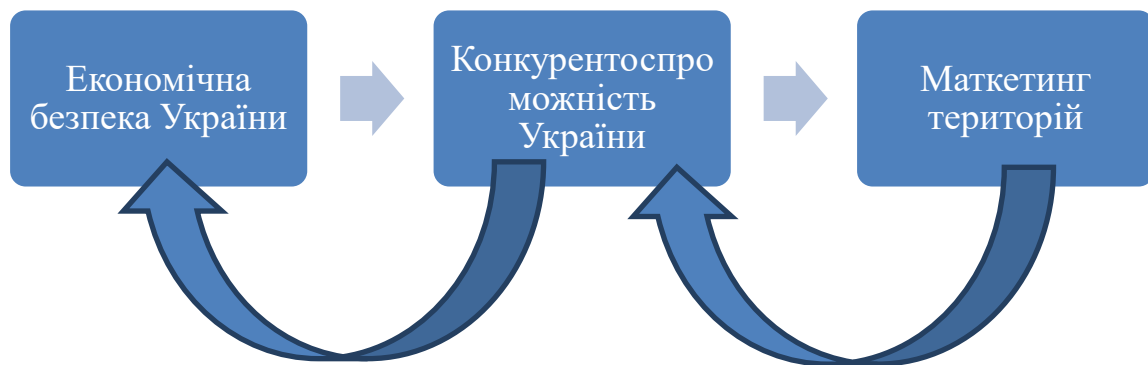 Економічна
безпека України
Конкурентоспро
можність
України
Маткетинг
територій